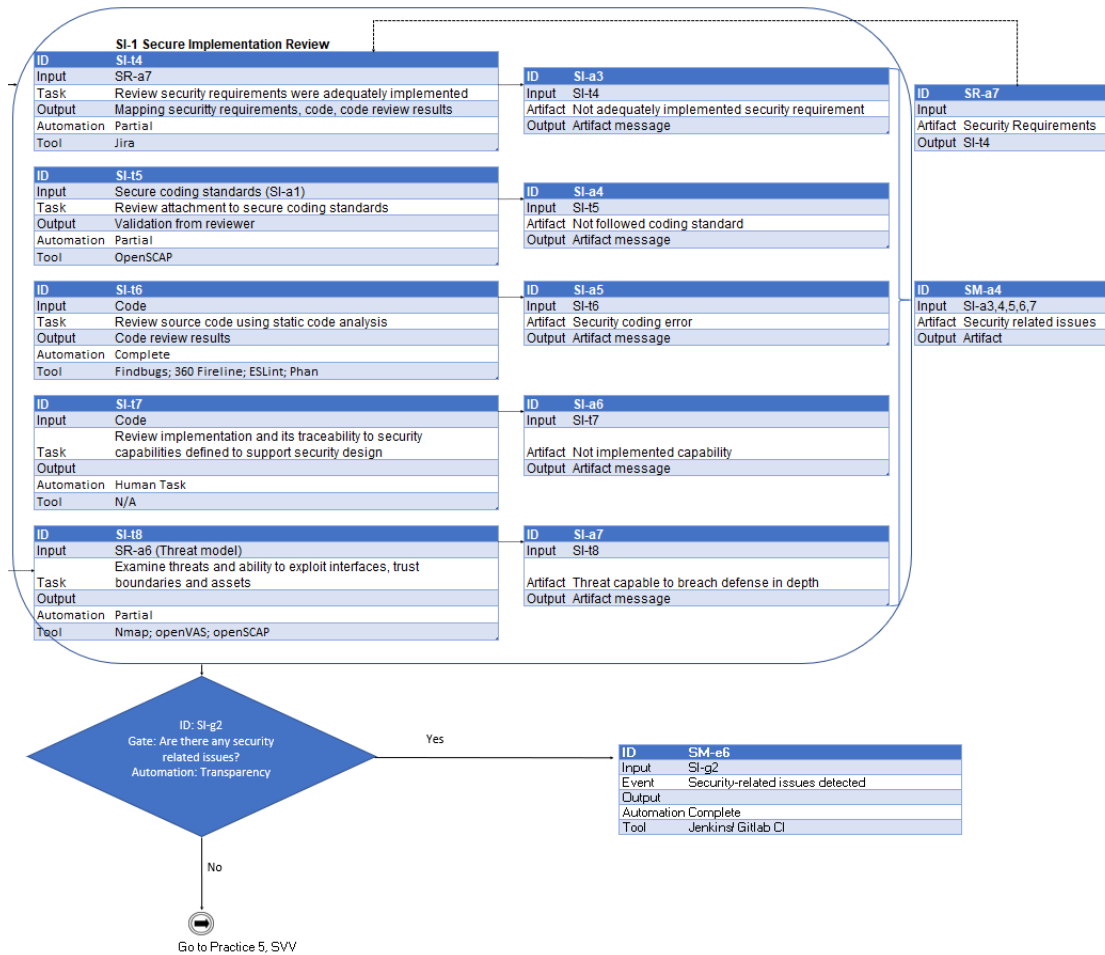 SI-1 Secure Implementation Review
ID SI-t4
Input SR-a7
Task Review security requirements were adequately implemented
Output Mapping securitty requirements, code, code review results
Automation Partial
Tool Jira
ID SI-a3
Input SI-t4
Artifact Not adequately implemented security requirement
Output Artifact message
ID SR-a7
Input
Artifact Security Requirements
Output SI-t4
ID SI-t5
Input Secure coding standards (SI-a1)
Task Review attachment to secure coding standards
Output Validation from reviewer
Automation Partial
Tool OpenSCAP
ID SI-a4
Input SI-t5
Artifact Not followed coding standard
Output Artifact message
ID SI-t6
Input Code
Task Review source code using static code analysis
Output Code review results
Automation Complete
Tool Findbugs; 360 Fireline; ESLint; Phan
ID SI-a5
Input SI-t6
Artifact Security coding error
Output Artifact message
ID SM-a4
Input SI-a3,4,5,6,7
Artifact Security related issues
Output Artifact
ID SI-t7
Input Code
Review implementation and its traceability to security
Task capabilities defined to support security design
Output
Automation Human Task
Tool N/A
ID SI-a6
Input SI-t7
Artifact Not implemented capability
Output Artifact message
ID SI-t8
Input SR-a6 (Threat model)
Examine threats and ability to exploit interfaces, trust
Task boundaries and assets
Output
Automation Partial
Tool Nmap; openVAS; openSCAP
ID SI-a7
Input SI-t8
Artifact Threat capable to breach defense in depth
Output Artifact message
ID: SI-g2
Gate: Are there any security
related issues?
Automation: Transparency
Yes
ID SM-e6
Input SI-g2
Event Security-related issues detected
Output
Automation Complete
Tool Jenkins/ Gitlab CI
No
Go to Practice 5, SVV